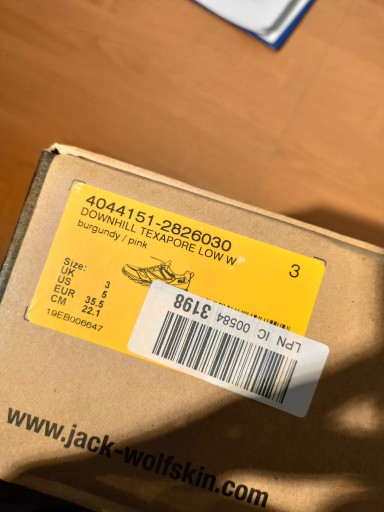 4044151-2826030
DOWNHILL TEXAPORE LOW W
burgundy / pink
3
Size:
UK 3
US 5
EUR 35.5
CM 22.1
19EB006647
LPN IC 00584 3198
www.jack-wolfskin.com